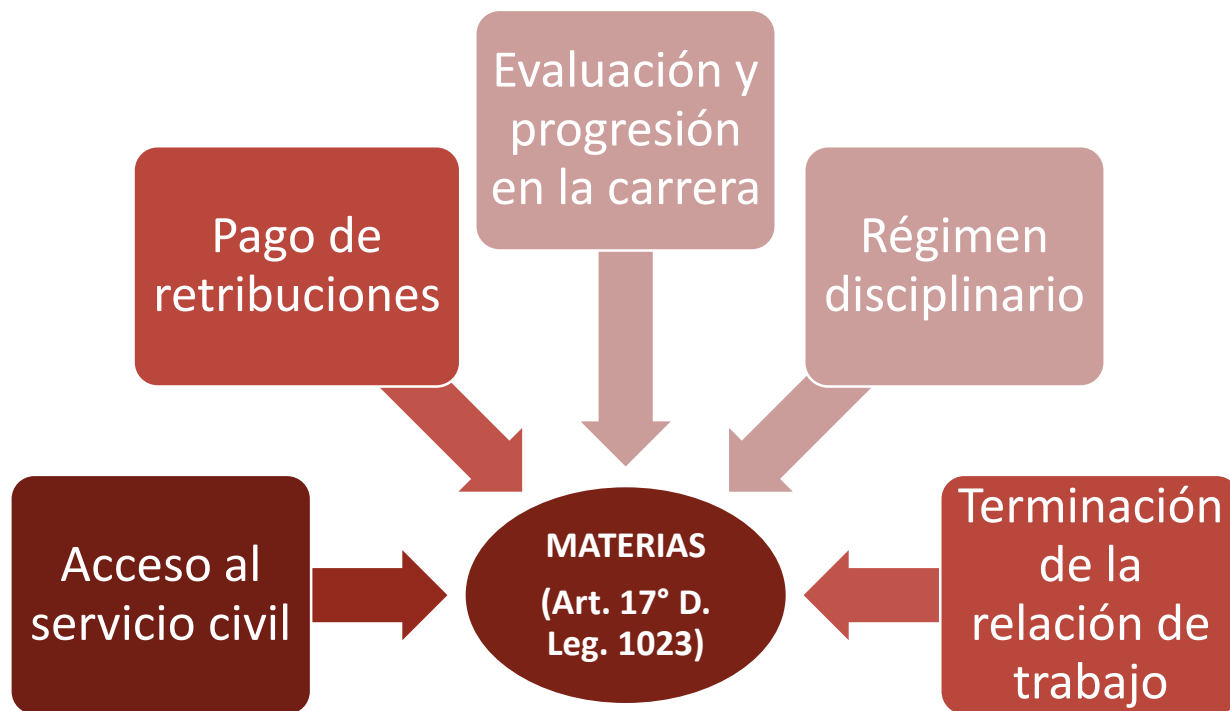 Evaluación y
progresión
en la carrera
Pago de
retribuciones
Régimen
disciplinario
Acceso al
servicio civil
MATERIAS
(Art. 17° D.
Leg. 1023)
Terminación
de la
relación de
trabajo